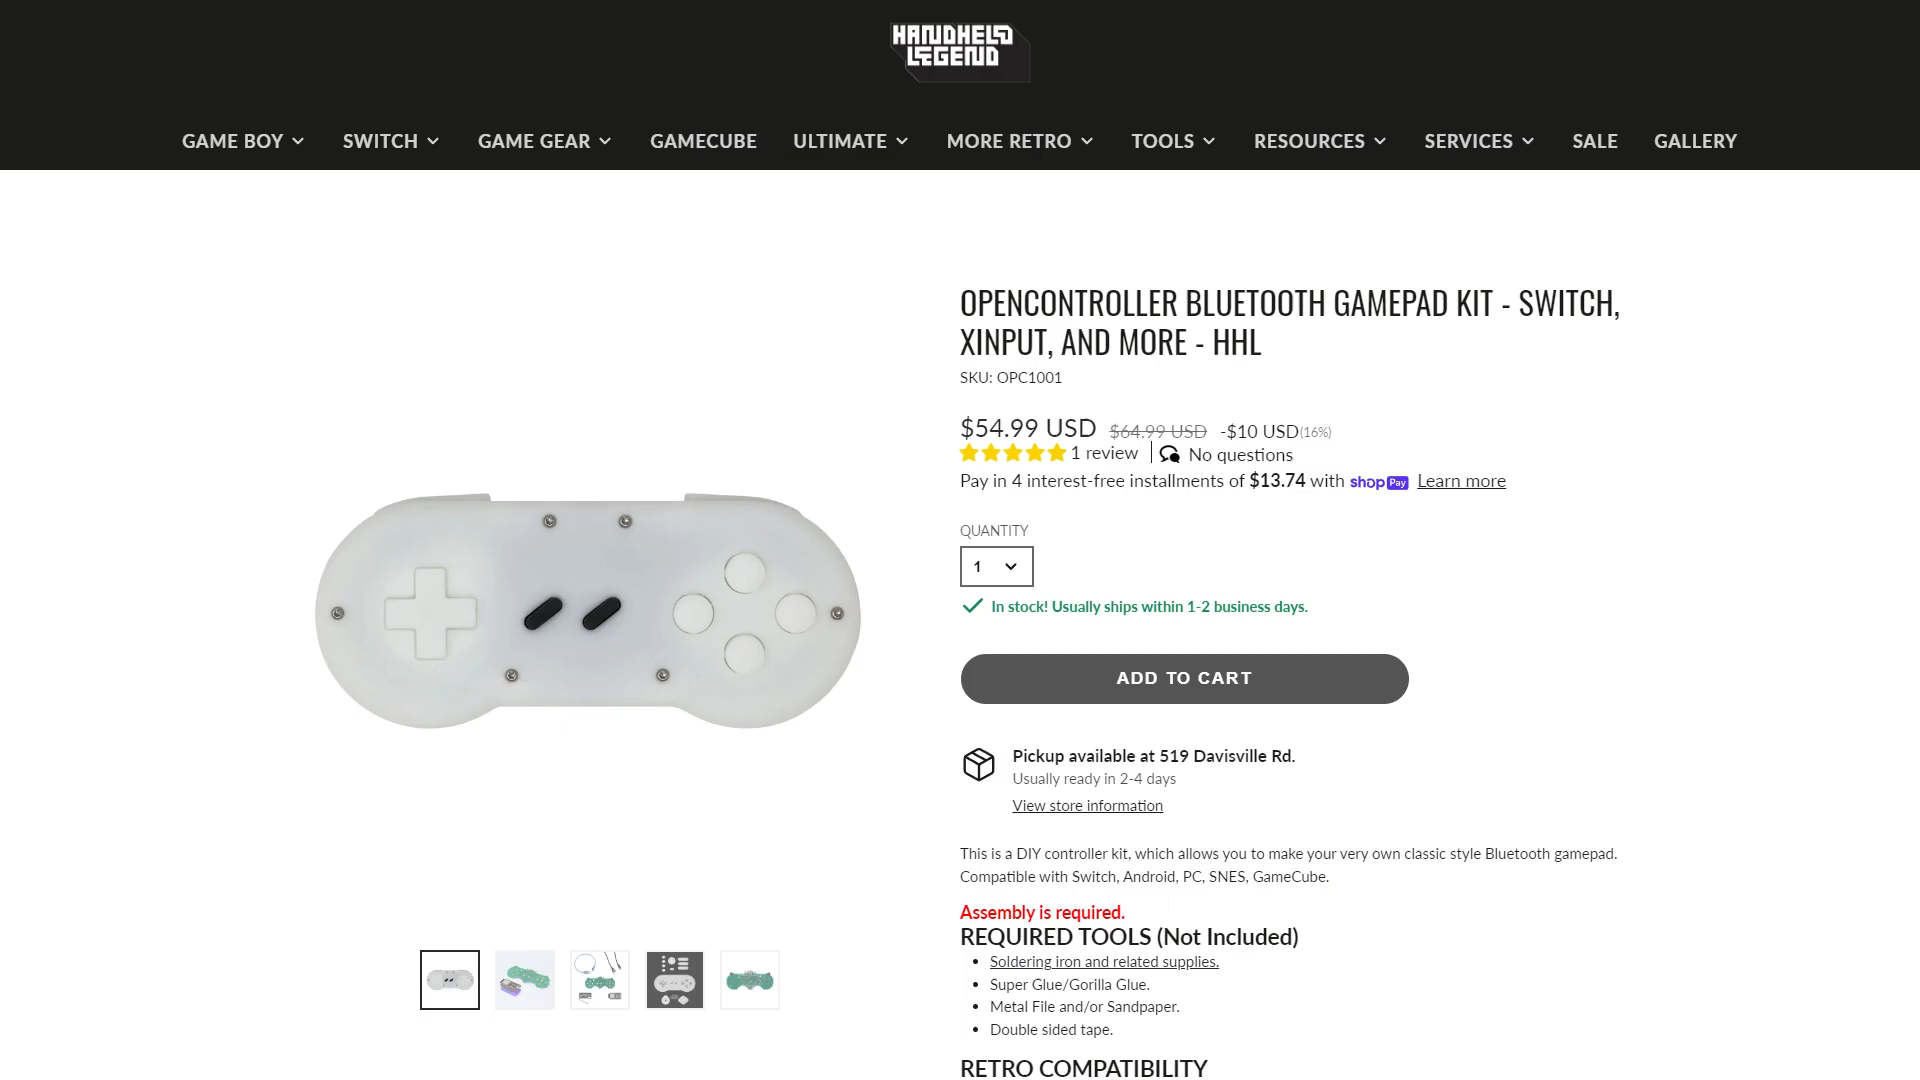 HANDHELD
LEGEND
GAME BOY SWITCH GAME GEAR GAMECUBE ULTIMATE MORE RETRO TOOLS RESOURCES SERVICES SALE GALLERY
OPENCONTROLLER BLUETOOTH GAMEPAD KIT - SWITCH,
XINPUT, AND MORE - HHL
SKU: OPC1001
$54.99 USD $64.99 USD -$10 USD(16%)
1 review No questions
Pay in 4 interest-free installments of $13.74 with shop Pay Learn more
QUANTITY
1
In stock! Usually ships within 1-2 business days.
ADD TO CART
Pickup available at 519 Davisville Rd.
Usually ready in 2-4 days
View store information
This is a DIY controller kit, which allows you to make your very own classic style Bluetooth gamepad.
Compatible with Switch, Android, PC, SNES, GameCube.
Assembly is required.
REQUIRED TOOLS (Not Included)
Soldering iron and related supplies.
Super Glue/Gorilla Glue.
Metal File and/or Sandpaper.
Double sided tape.
RETRO COMPATIBILITY